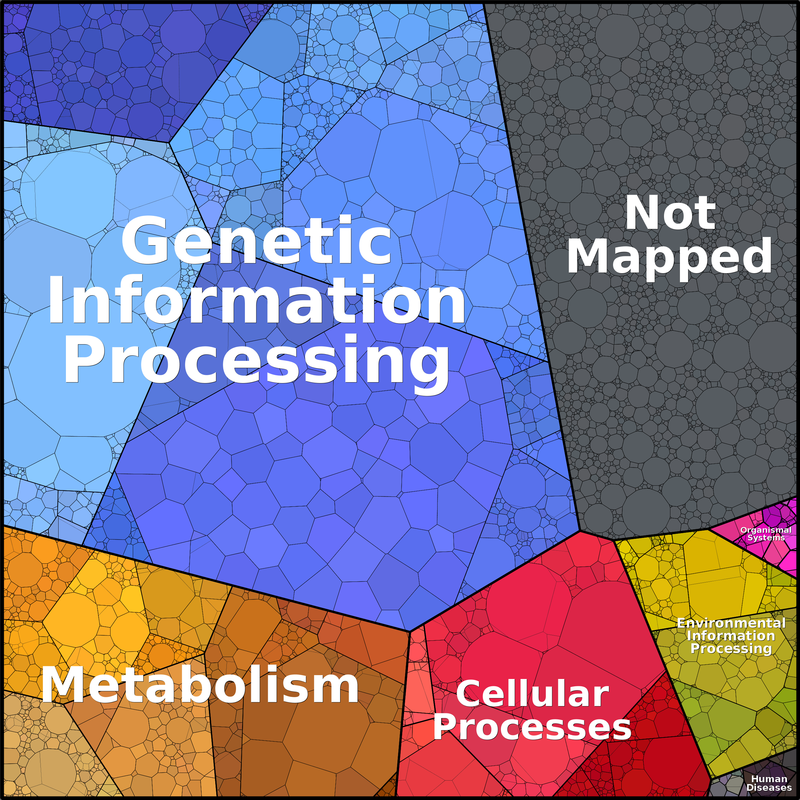 Genetic
Information
Processing
Not
Mapped
Organismal
Systems
Environmental
Information
Processing
Metabolism
Cellular
Processes
Human
Diseases